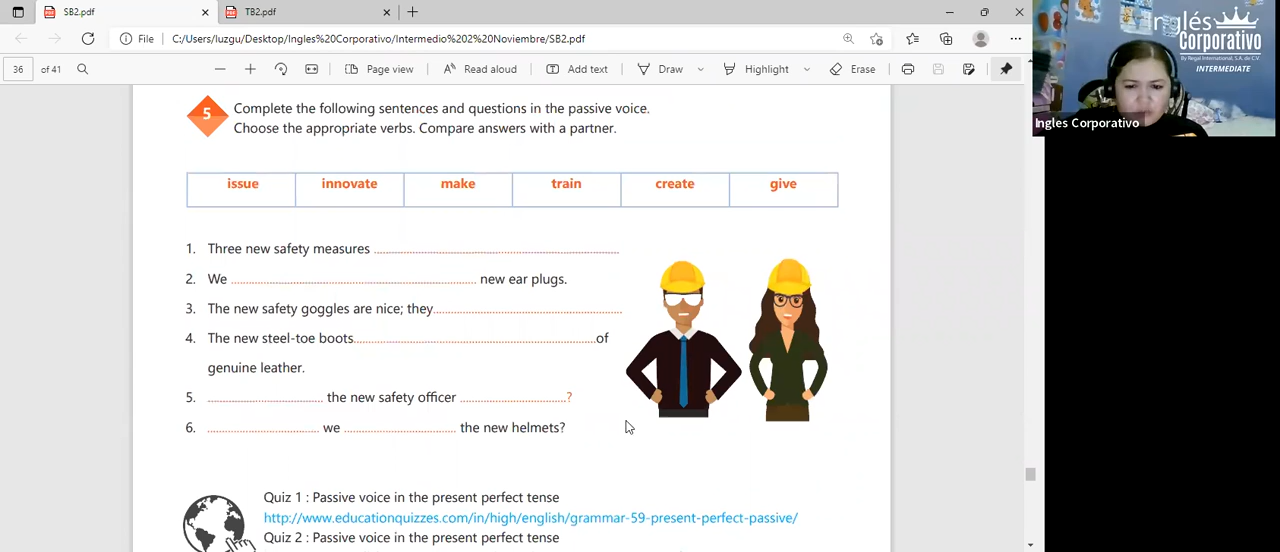 SB2.pdf
TB2.pdf
File C:/Users/luzgu/Desktop/Ingles%20Corporativo/Intermedio%202%20Noviembre/SB2.pdf
36 of 41 Page view Read aloud Add text Draw Highlight Erase
Inglés
Corporativo
By Regal International, S.A. de C.V.
INTERMEDIATE
Ingles Corporativo
5
Complete the following sentences and questions in the passive voice.
Choose the appropriate verbs. Compare answers with a partner.
issue innovate make train create give
1. Three new safety measures
2. We new ear plugs.
3. The new safety goggles are nice; they
4. The new steel-toe boots of
genuine leather.
5. the new safety officer ?
6. we the new helmets?
Quiz 1 : Passive voice in the present perfect tense
http://www.educationquizzes.com/in/high/english/grammar-59-present-perfect-passive/
Quiz 2 : Passive voice in the present perfect tense